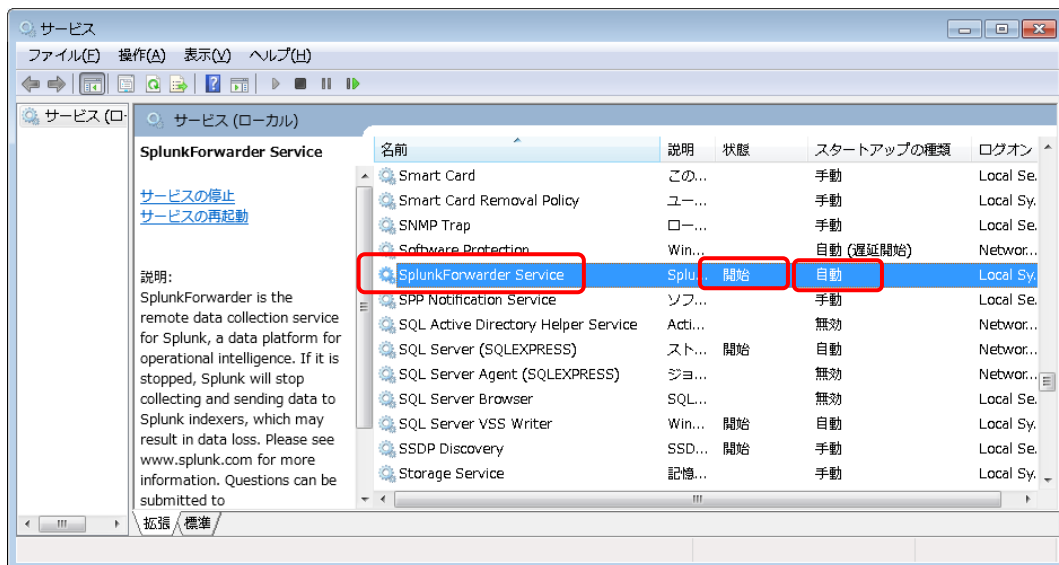 サービス
ファイル(F) 操作(A) 表示(V) ヘルプ(H)
サービス (ロ
サービス (ローカル)
SplunkForwarder Service
サービスの停止
サービスの再起動
説明:
SplunkForwarder is the
remote data collection service
for Splunk, a data platform for
operational intelligence. If it is
stopped, Splunk will stop
collecting and sending data to
Splunk indexers, which may
result in data loss. Please see
www.splunk.com for more
information. Questions can be
submitted to
名前 説明 状態 スタートアップの種類 ログオン
Smart Card この... 手動 Local Se.
Smart Card Removal Policy ユー... 手動 Local Sy.
SNMP Trap ロー... 手動 Local Se.
Software Protection Win... 自動 (遅延開始) Networ...
SplunkForwarder Service Splu... 開始 自動 Local Sy.
SPP Notification Service ソフ... 手動 Local Se.
SQL Active Directory Helper Service Acti... 無効 Networ...
SQL Server (SQLEXPRESS) スト... 開始 自動 Networ...
SQL Server Agent (SQLEXPRESS) ジョ... 無効 Networ...
SQL Server Browser SQL... 無効 Local Se.
SQL Server VSS Writer Win... 開始 自動 Local Sy.
SSDP Discovery SSD... 開始 手動 Local Se.
Storage Service 記憶... 手動 Local Sy.
拡張 標準